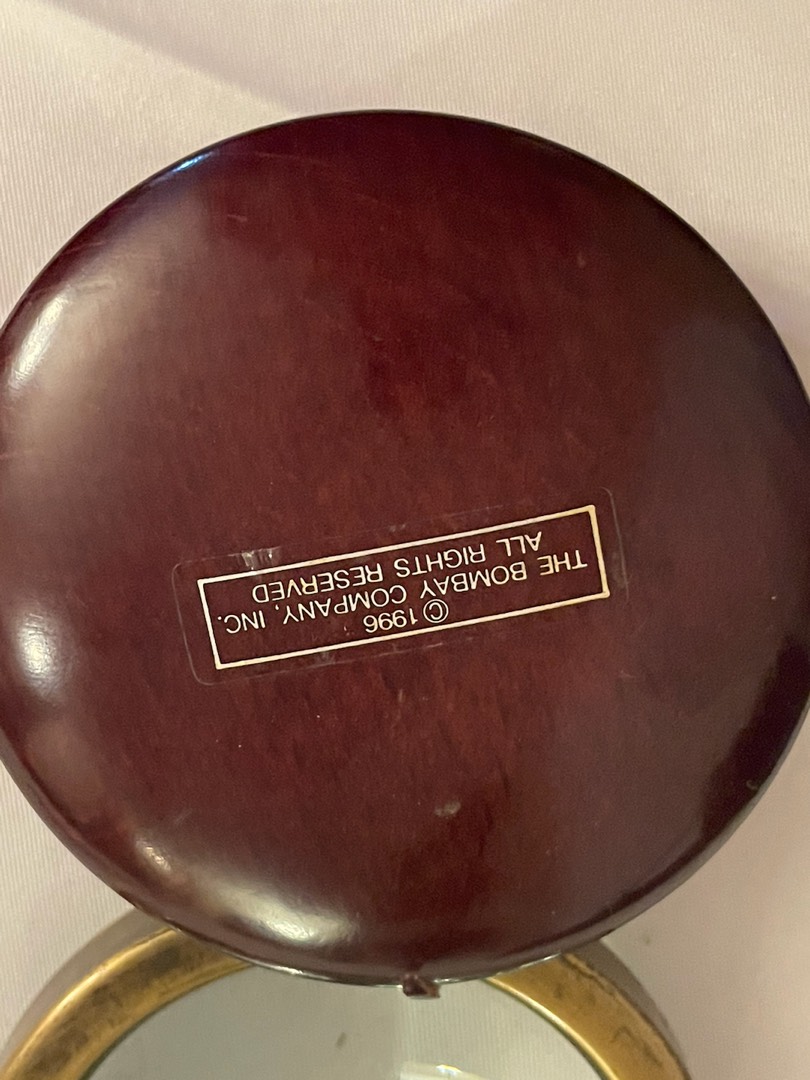 © 1996
THE BOMBAY COMPANY, INC.
ALL RIGHTS RESERVED